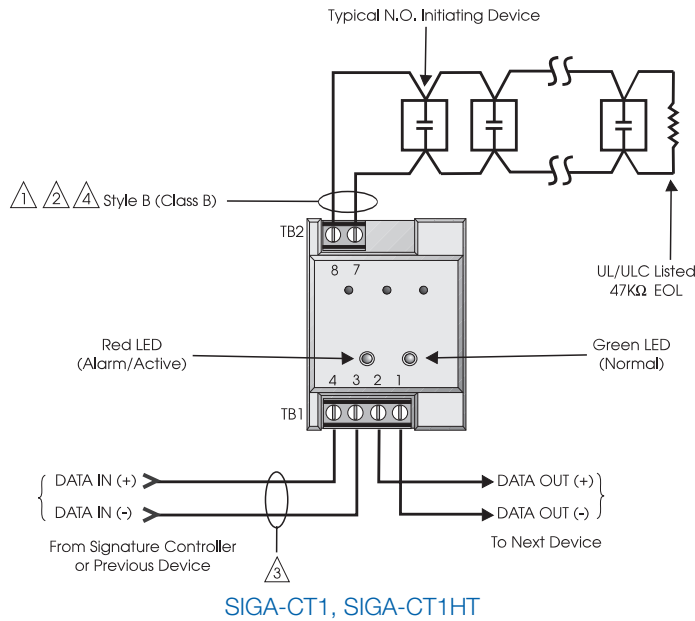 Typical N.O. Initiating Device
1 2 4 Style B (Class B)
TB2
8 7
UL/ULC Listed
47KΩ EOL
Red LED
(Alarm/Active)
Green LED
(Normal)
4 3 2 1
TB1
DATA IN (+)
DATA OUT (+)
DATA IN (-)
DATA OUT (-)
From Signature Controller
or Previous Device
To Next Device
3
SIGA-CT1, SIGA-CT1HT